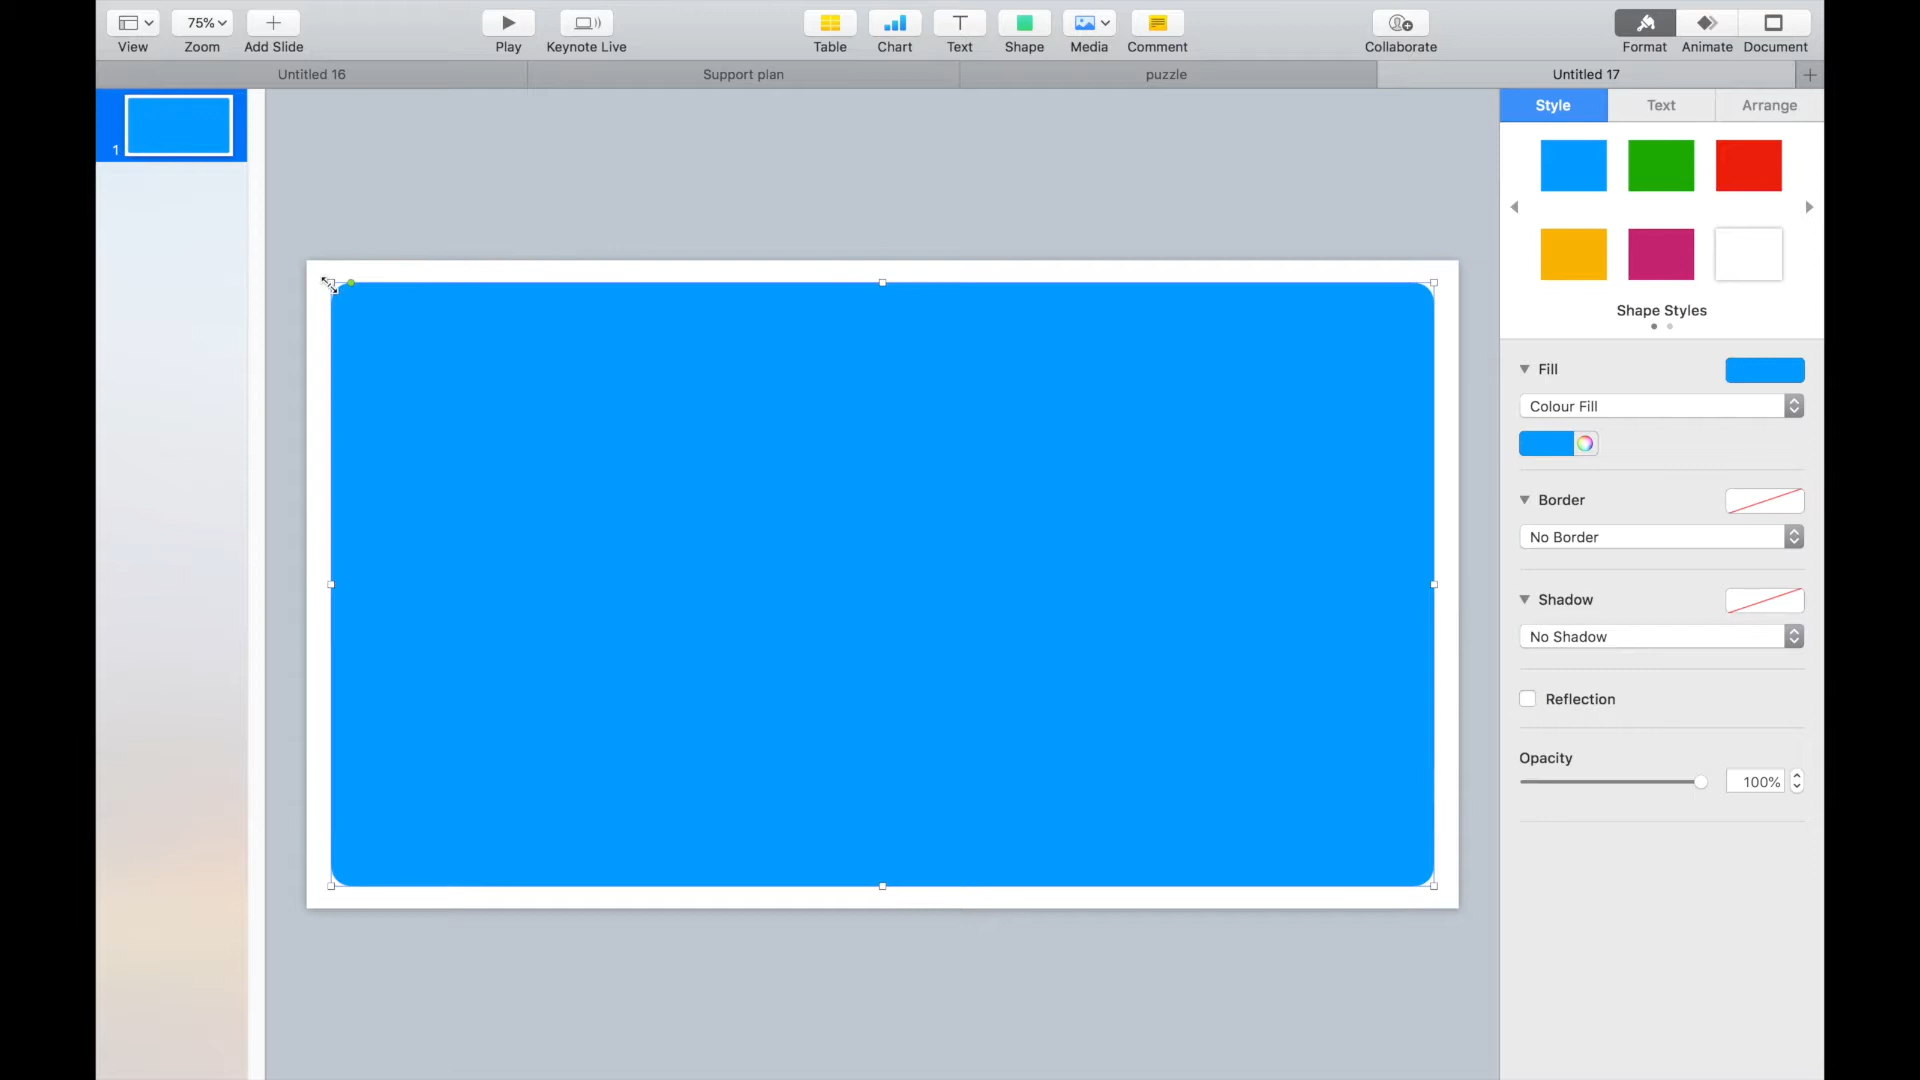 75%
View
Zoom
Add Slide
Play
Keynote Live
Table
Chart
Text
Shape
Media
Comment
Collaborate
Format
Animate
Document
Untitled 16
Support plan
puzzle
Untitled 17
1
Style
Text
Arrange
Shape Styles
Fill
Colour Fill
Border
No Border
Shadow
No Shadow
Reflection
Opacity
100%